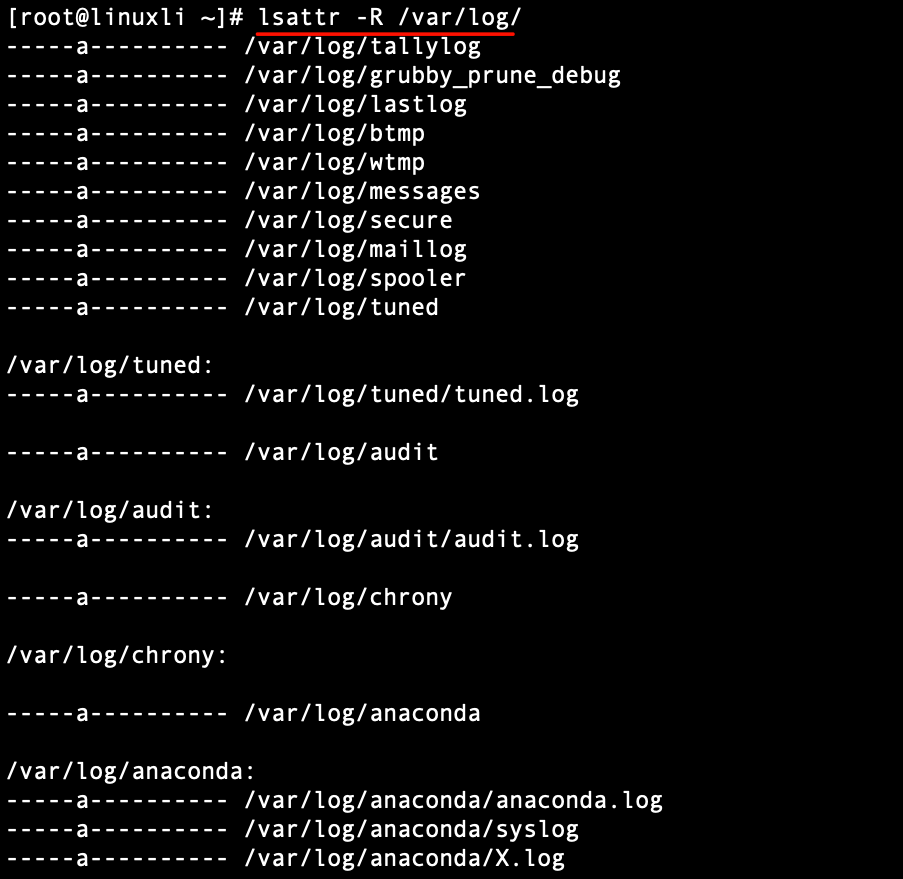 [root@linuxli ~]# lsattr -R /var/log/
-----a---------- /var/log/tallylog
-----a---------- /var/log/grubby_prune_debug
-----a---------- /var/log/lastlog
-----a---------- /var/log/btmp
-----a---------- /var/log/wtmp
-----a---------- /var/log/messages
-----a---------- /var/log/secure
-----a---------- /var/log/maillog
-----a---------- /var/log/spooler
-----a---------- /var/log/tuned

/var/log/tuned:
-----a---------- /var/log/tuned/tuned.log

-----a---------- /var/log/audit

/var/log/audit:
-----a---------- /var/log/audit/audit.log

-----a---------- /var/log/chrony

/var/log/chrony:

-----a---------- /var/log/anaconda

/var/log/anaconda:
-----a---------- /var/log/anaconda/anaconda.log
-----a---------- /var/log/anaconda/syslog
-----a---------- /var/log/anaconda/X.log